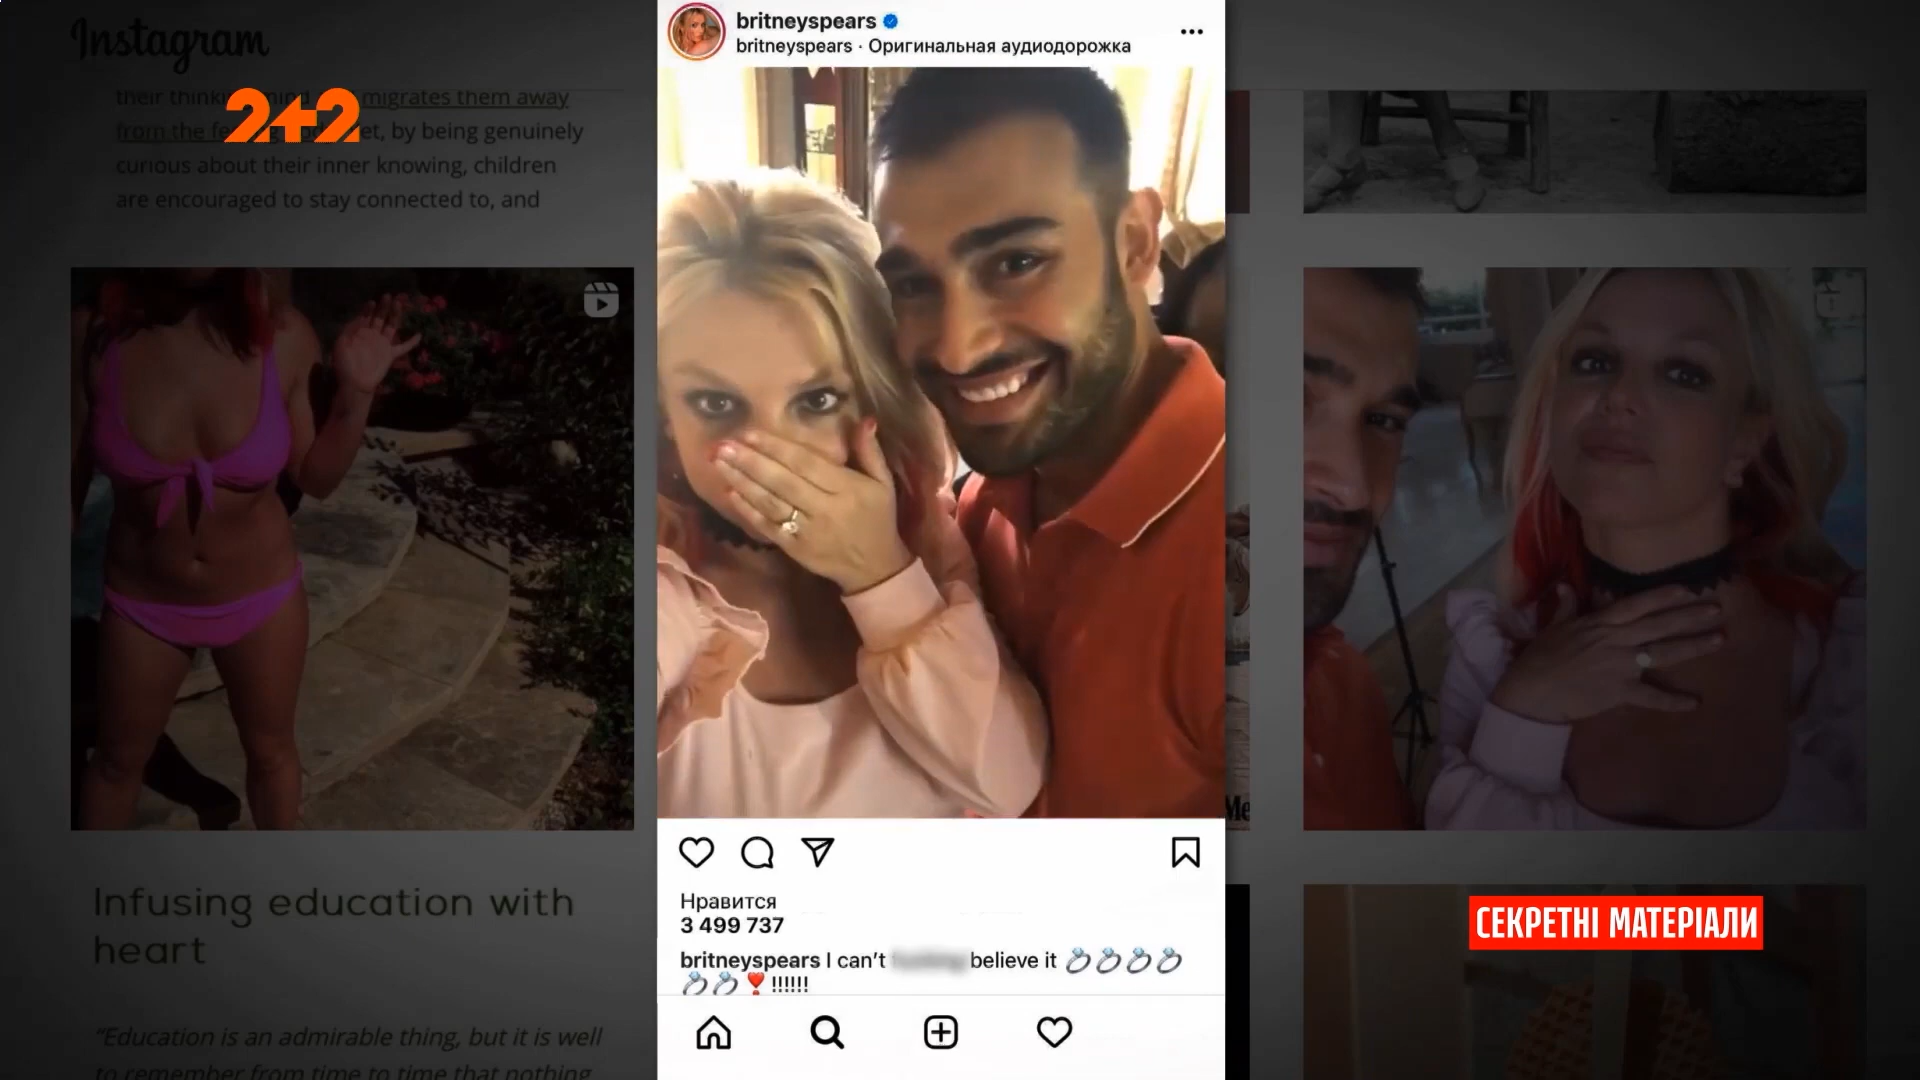 Instagram
britneyspears
britneyspears · Оригинальная аудиодорожка
2+2
migrates them away
from the
et, by being genuinely
curious about their inner knowing, children
are encouraged to stay connected to, and
Infusing education with
heart
“Education is an admirable thing, but it is well
to remember from time to time that nothing
Me
Нравится
3 499 737
britneyspears I can’t believe it 💍💍💍💍
💍💍❣️!!!!!!
СЕКРЕТНІ МАТЕРІАЛИ